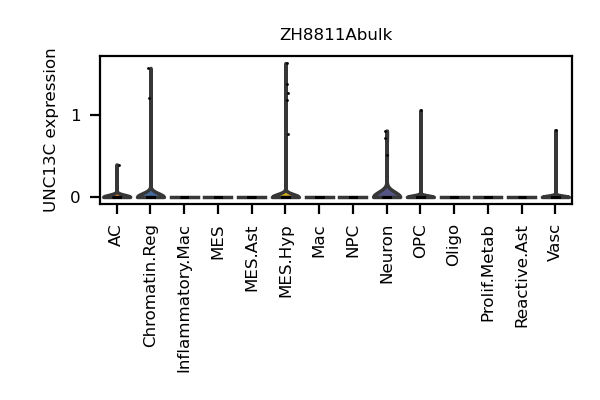 ZH8811Abulk
UNC13C expression
1
0
AC
Chromatin.Reg
Inflammatory.Mac
MES
MES.Ast
MES.Hyp
Mac
NPC
Neuron
OPC
Oligo
Prolif.Metab
Reactive.Ast
Vasc